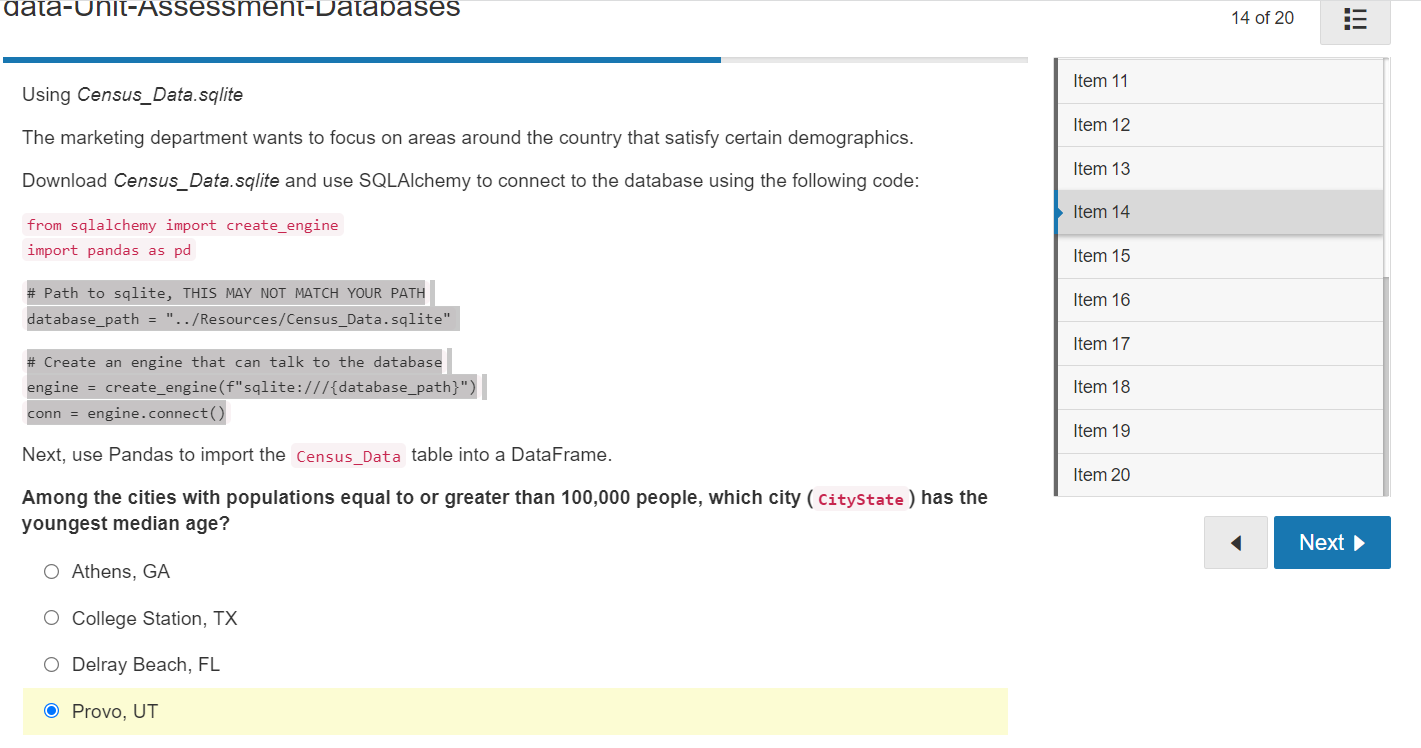 data-Unit-Assessment-Databases
14 of 20
Using Census_Data.sqlite
The marketing department wants to focus on areas around the country that satisfy certain demographics.
Download Census_Data.sqlite and use SQLAlchemy to connect to the database using the following code:
from sqlalchemy import create_engine
import pandas as pd
# Path to sqlite, THIS MAY NOT MATCH YOUR PATH
database_path = "../Resources/Census_Data.sqlite"
# Create an engine that can talk to the database
engine = create_engine(f"sqlite:///{database_path}")
conn = engine.connect()
Next, use Pandas to import the Census_Data table into a DataFrame.
Among the cities with populations equal to or greater than 100,000 people, which city (CityState) has the
youngest median age?
Athens, GA
College Station, TX
Delray Beach, FL
Provo, UT
Item 11
Item 12
Item 13
Item 14
Item 15
Item 16
Item 17
Item 18
Item 19
Item 20
Next